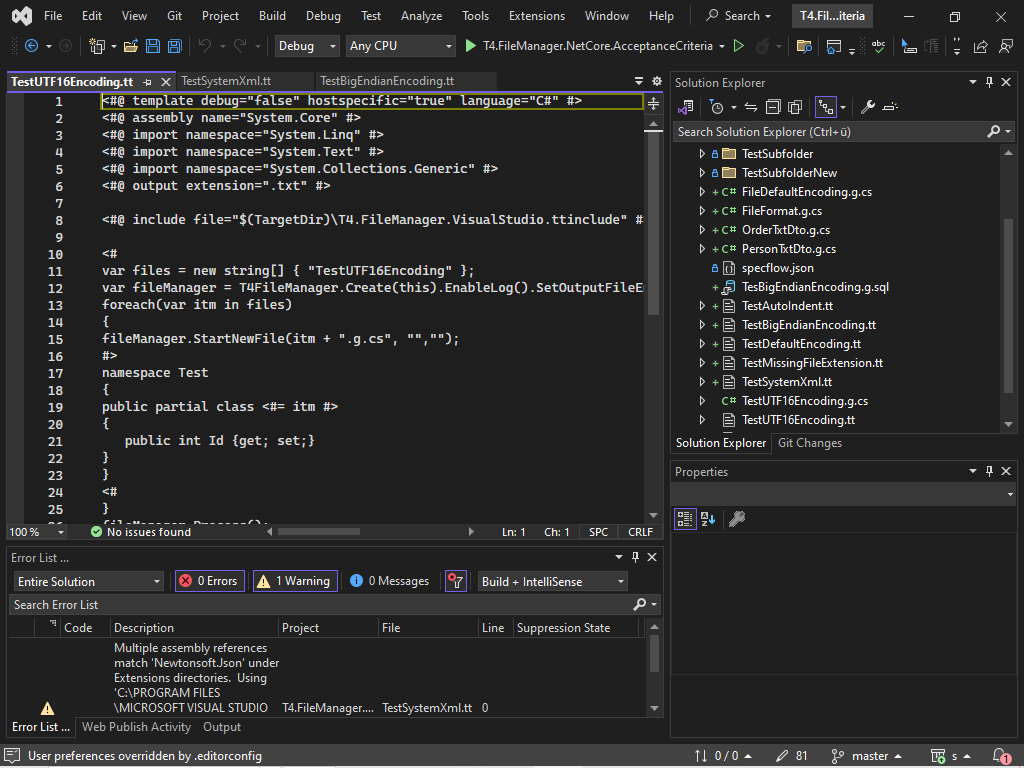 File Edit View Git Project Build Debug Test Analyze Tools Extensions Window Help Search T4.Fil...iteria
Debug Any CPU T4.FileManager.NetCore.AcceptanceCriteria
TestUTF16Encoding.tt TestSystemXml.tt TestBigEndianEncoding.tt
1 <#@ template debug="false" hostspecific="true" language="C#" #>
2 <#@ assembly name="System.Core" #>
3 <#@ import namespace="System.Linq" #>
4 <#@ import namespace="System.Text" #>
5 <#@ import namespace="System.Collections.Generic" #>
6 <#@ output extension=".txt" #>
7
8 <#@ include file="$(TargetDir)\T4.FileManager.VisualStudio.ttinclude" #
9
10 <#
11 var files = new string[] { "TestUTF16Encoding" };
12 var fileManager = T4FileManager.Create(this).EnableLog().SetOutputFileE
13 foreach(var itm in files)
14 {
15 fileManager.StartNewFile(itm + ".g.cs", "","");
16 #>
17 namespace Test
18 {
19 public partial class <#= itm #>
20 {
21 public int Id {get; set;}
22 }
23 }
24 <#
25 }
26 fileManager.Process();
100 % No issues found Ln: 1 Ch: 1 SPC CRLF
Solution Explorer
Search Solution Explorer (Ctrl+ü)
TestSubfolder
TestSubfolderNew
+ C# FileDefaultEncoding.g.cs
+ C# FileFormat.g.cs
+ C# OrderTxtDto.g.cs
+ C# PersonTxtDto.g.cs
specflow.json
+ TesBigEndianEncoding.g.sql
+ TestAutoIndent.tt
+ TestBigEndianEncoding.tt
+ TestDefaultEncoding.tt
+ TestMissingFileExtension.tt
+ TestSystemXml.tt
C# TestUTF16Encoding.g.cs
TestUTF16Encoding.tt
Solution Explorer Git Changes
Properties
Error List ...
Entire Solution 0 Errors 1 Warning 0 Messages Build + IntelliSense
Search Error List
Code Description Project File Line Suppression State
Multiple assembly references
match 'NewtonsoftJson' under
Extensions directories. Using
'C:\PROGRAM FILES
\MICROSOFT VISUAL STUDIO T4.FileManager.... TestSystemXml.tt 0
Error List ... Web Publish Activity Output
User preferences overridden by .editorconfig 0 / 0 81 master s 1